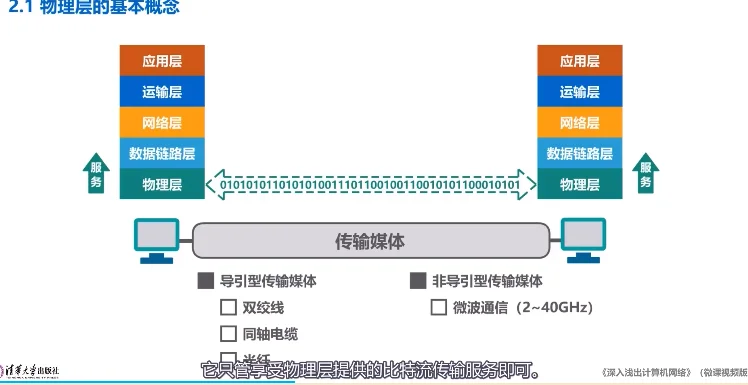 2.1 物理层的基本概念
应用层
应用层
运输层
运输层
网络层
网络层
数据链路层
数据链路层
服务
物理层
0101010110101010011101100100110010101100010101
物理层
服务
传输媒体
导引型传输媒体
非导引型传输媒体
双绞线
微波通信（2~40GHz）
同轴电缆
光纤
它只管享受物理层提供的比特流传输服务即可。
清华大学出版社
《深入浅出计算机网络》（微课视频版